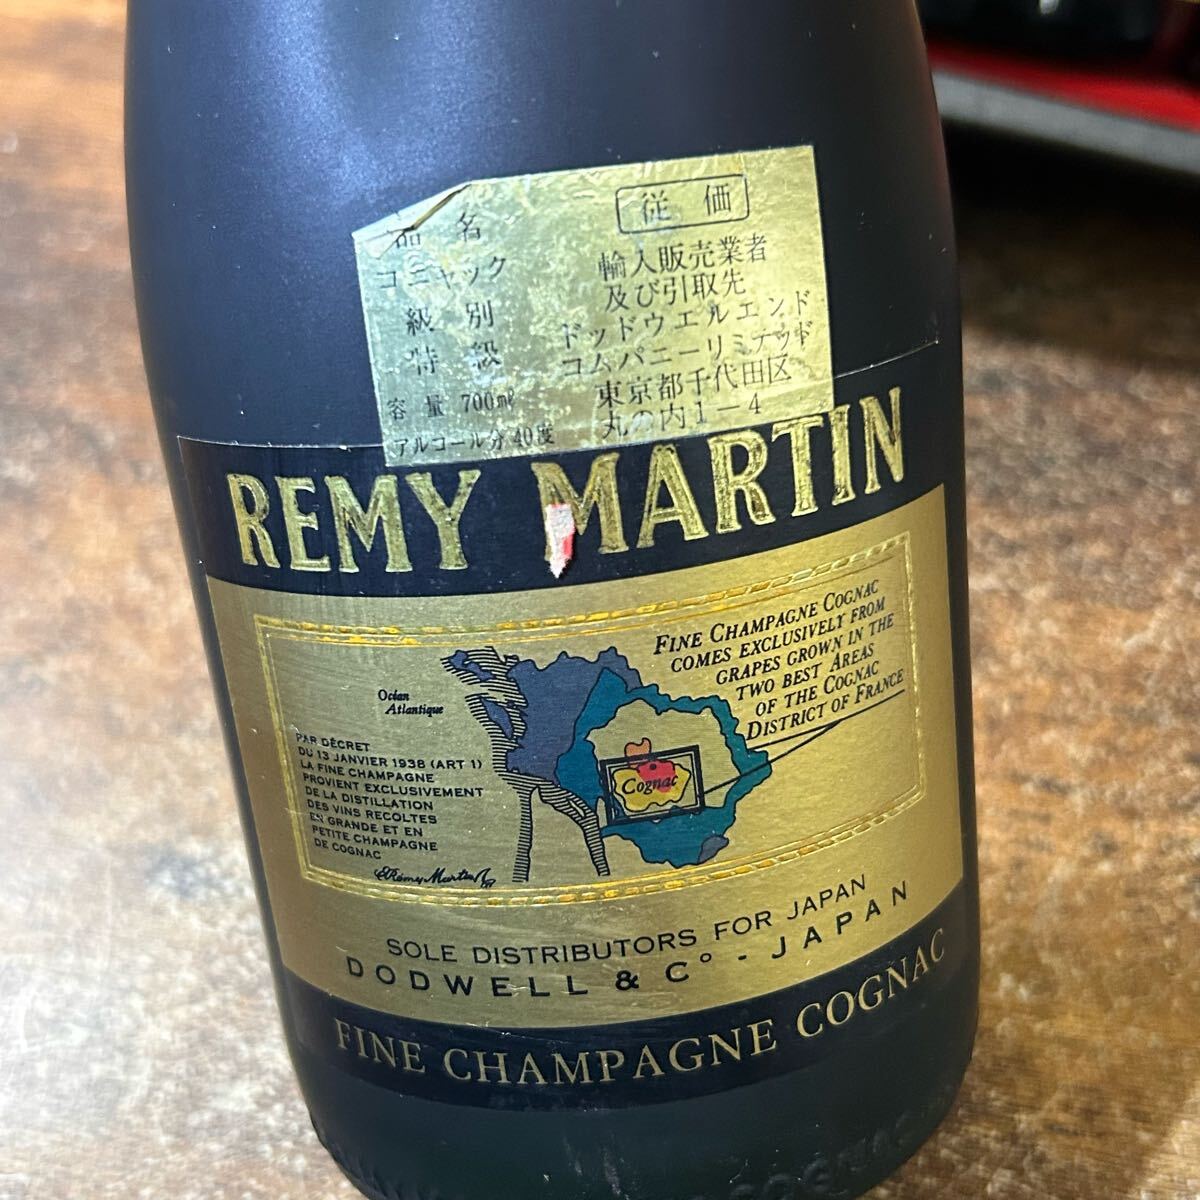 品名
コニャック
級別
特級
容量 700ml
アルコール分 40度
従価
輸入販売業者
及び引取先
ドッドウエルエンド
コムパニーリミテッド
東京都千代田区
丸の内1-4
REMY MARTIN
FINE CHAMPAGNE COGNAC
COMES EXCLUSIVELY FROM
GRAPES GROWN IN THE
TWO BEST AREAS
OF THE COGNAC
DISTRICT OF FRANCE
Océan
Atlantique
PAR DÉCRET
DU 13 JANVIER 1938 (ART 1)
LA FINE CHAMPAGNE
PROVIENT EXCLUSIVEMENT
DE LA DISTILLATION
DES VINS RECOLTES
EN GRANDE ET EN
PETITE CHAMPAGNE
DE COGNAC
Cognac
E Rémy Martin
SOLE DISTRIBUTORS FOR JAPAN
DODWELL & Cº - JAPAN
FINE CHAMPAGNE COGNAC